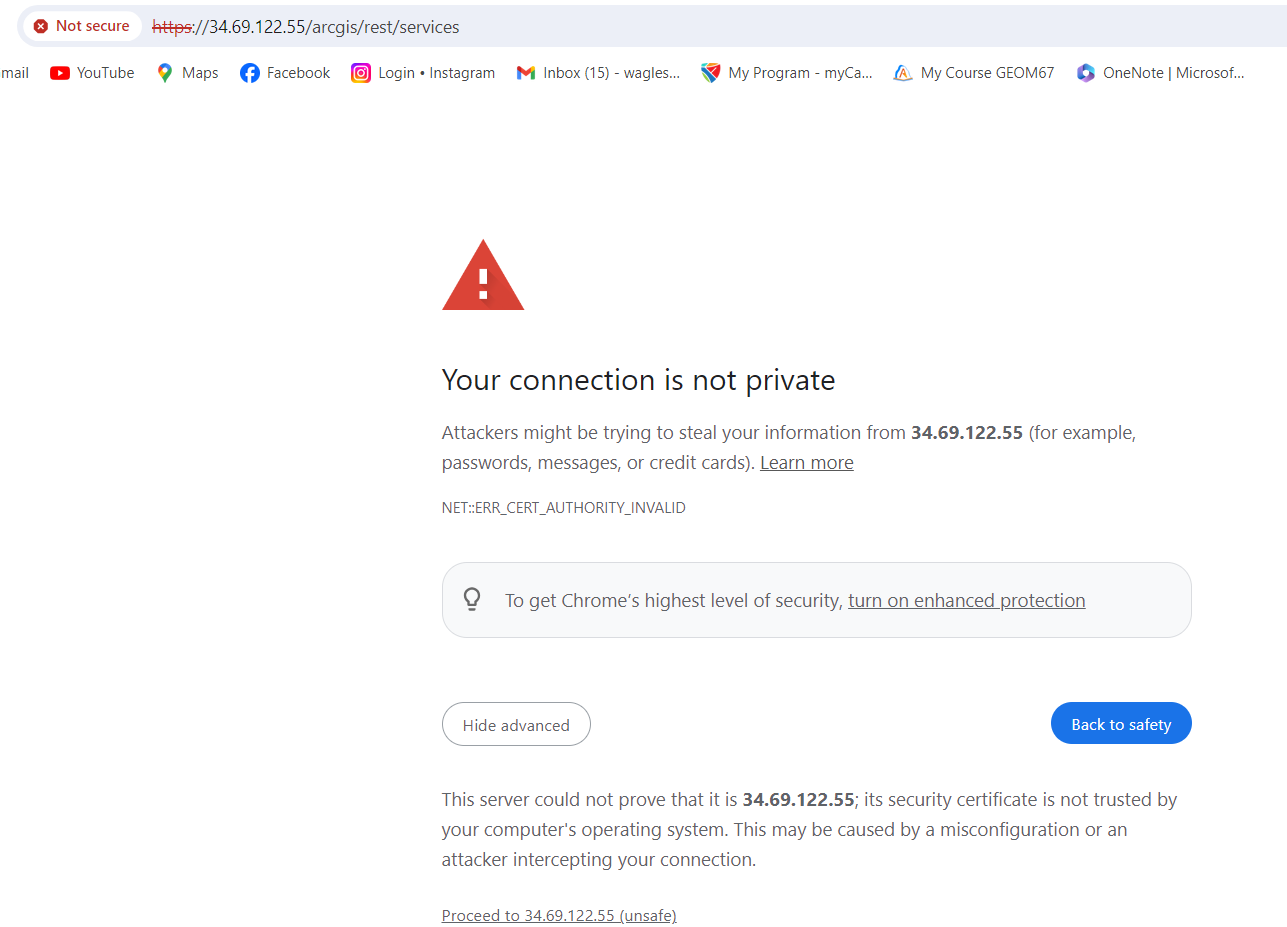 Not secure https://34.69.122.55/arcgis/rest/services
mail YouTube Maps Facebook Login • Instagram Inbox (15) - wagles... My Program - myCa... My Course GEOM67 OneNote | Microsof...
Your connection is not private
Attackers might be trying to steal your information from 34.69.122.55 (for example,
passwords, messages, or credit cards). Learn more
NET::ERR_CERT_AUTHORITY_INVALID
To get Chrome's highest level of security, turn on enhanced protection
Hide advanced Back to safety
This server could not prove that it is 34.69.122.55; its security certificate is not trusted by
your computer's operating system. This may be caused by a misconfiguration or an
attacker intercepting your connection.
Proceed to 34.69.122.55 (unsafe)